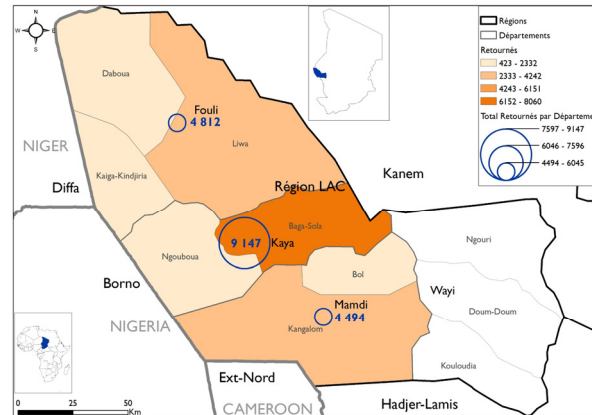 N
W
E
S
Régions
Départements
Retournés
423 - 2332
2333 - 4242
4243 - 6151
6152 - 8060
Total Retournés par Départeme
7597 - 9147
6046 - 7596
4494 - 6045
Daboua
Fouli
4 812
Liwa
NIGER
Kaiga-Kindjiria
Diffa
Région LAC
Kanem
Baga-Sola
9 147
Kaya
Ngouri
Ngouboua
Bol
Borno
Wayi
Mamdi
4 494
Doum-Doum
NIGERIA
Kangalom
Kouloudia
Ext-Nord
Hadjer-Lamis
CAMEROON
0 25 50
Km